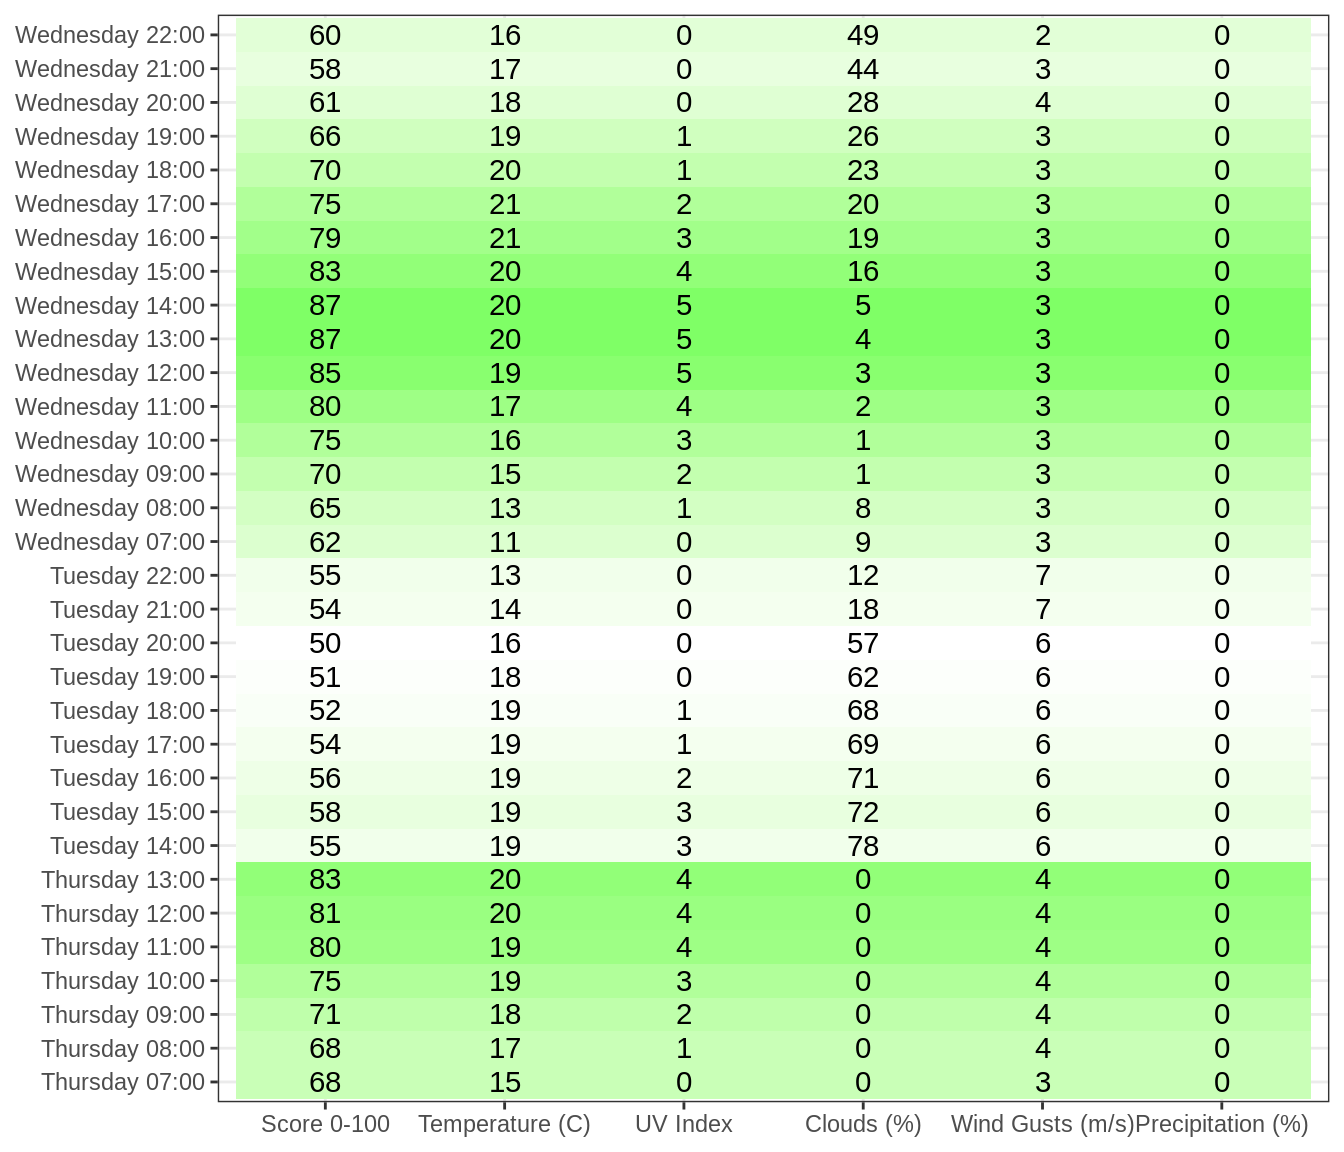 Wednesday 22:00 60 16 0 49 2 0
Wednesday 21:00 58 17 0 44 3 0
Wednesday 20:00 61 18 0 28 4 0
Wednesday 19:00 66 19 1 26 3 0
Wednesday 18:00 70 20 1 23 3 0
Wednesday 17:00 75 21 2 20 3 0
Wednesday 16:00 79 21 3 19 3 0
Wednesday 15:00 83 20 4 16 3 0
Wednesday 14:00 87 20 5 5 3 0
Wednesday 13:00 87 20 5 4 3 0
Wednesday 12:00 85 19 5 3 3 0
Wednesday 11:00 80 17 4 2 3 0
Wednesday 10:00 75 16 3 1 3 0
Wednesday 09:00 70 15 2 1 3 0
Wednesday 08:00 65 13 1 8 3 0
Wednesday 07:00 62 11 0 9 3 0
Tuesday 22:00 55 13 0 12 7 0
Tuesday 21:00 54 14 0 18 7 0
Tuesday 20:00 50 16 0 57 6 0
Tuesday 19:00 51 18 0 62 6 0
Tuesday 18:00 52 19 1 68 6 0
Tuesday 17:00 54 19 1 69 6 0
Tuesday 16:00 56 19 2 71 6 0
Tuesday 15:00 58 19 3 72 6 0
Tuesday 14:00 55 19 3 78 6 0
Thursday 13:00 83 20 4 0 4 0
Thursday 12:00 81 20 4 0 4 0
Thursday 11:00 80 19 4 0 4 0
Thursday 10:00 75 19 3 0 4 0
Thursday 09:00 71 18 2 0 4 0
Thursday 08:00 68 17 1 0 4 0
Thursday 07:00 68 15 0 0 3 0
Score 0-100 Temperature (C) UV Index Clouds (%) Wind Gusts (m/s) Precipitation (%)